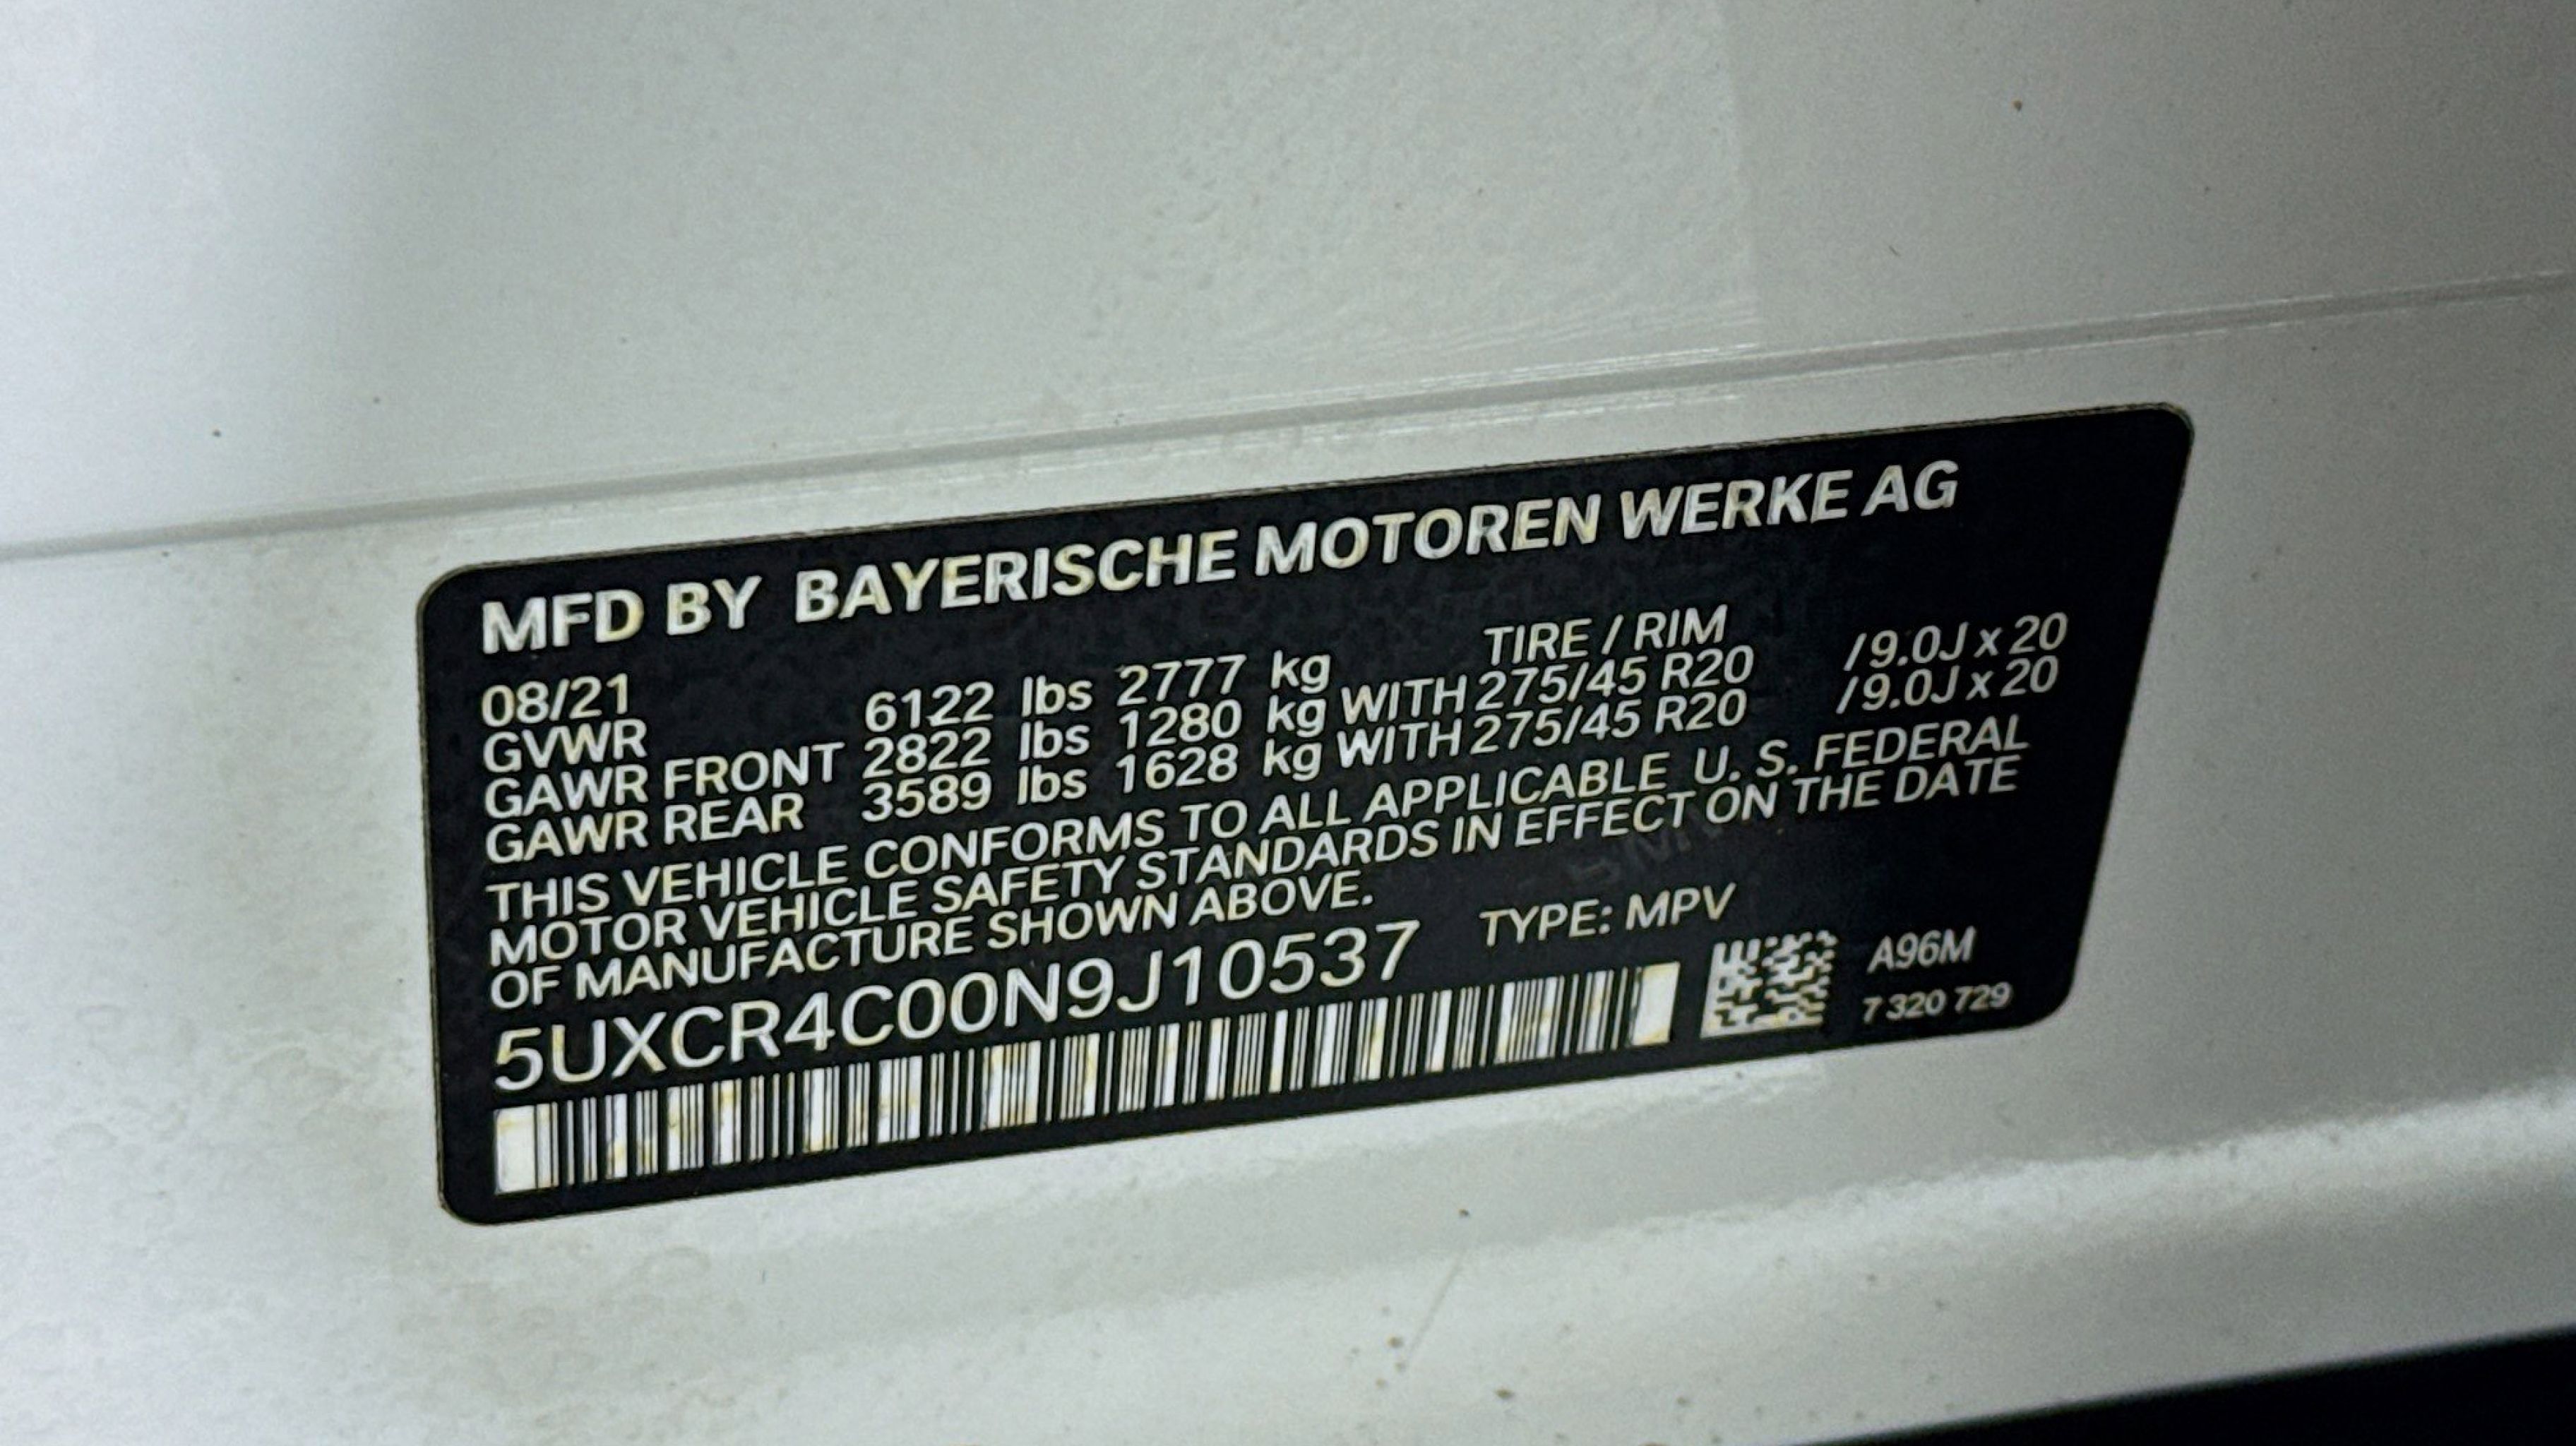 MFD BY BAYERISCHE MOTOREN WERKE AG
08/21 TIRE / RIM
GVWR 6122 lbs 2777 kg
GAWR FRONT 2822 lbs 1280 kg WITH 275/45 R20 /9.0J x 20
GAWR REAR 3589 lbs 1628 kg WITH 275/45 R20 /9.0J x 20
THIS VEHICLE CONFORMS TO ALL APPLICABLE U. S. FEDERAL
MOTOR VEHICLE SAFETY STANDARDS IN EFFECT ON THE DATE
OF MANUFACTURE SHOWN ABOVE.
5UXCR4C00N9J10537 TYPE: MPV
A96M
7 320 729